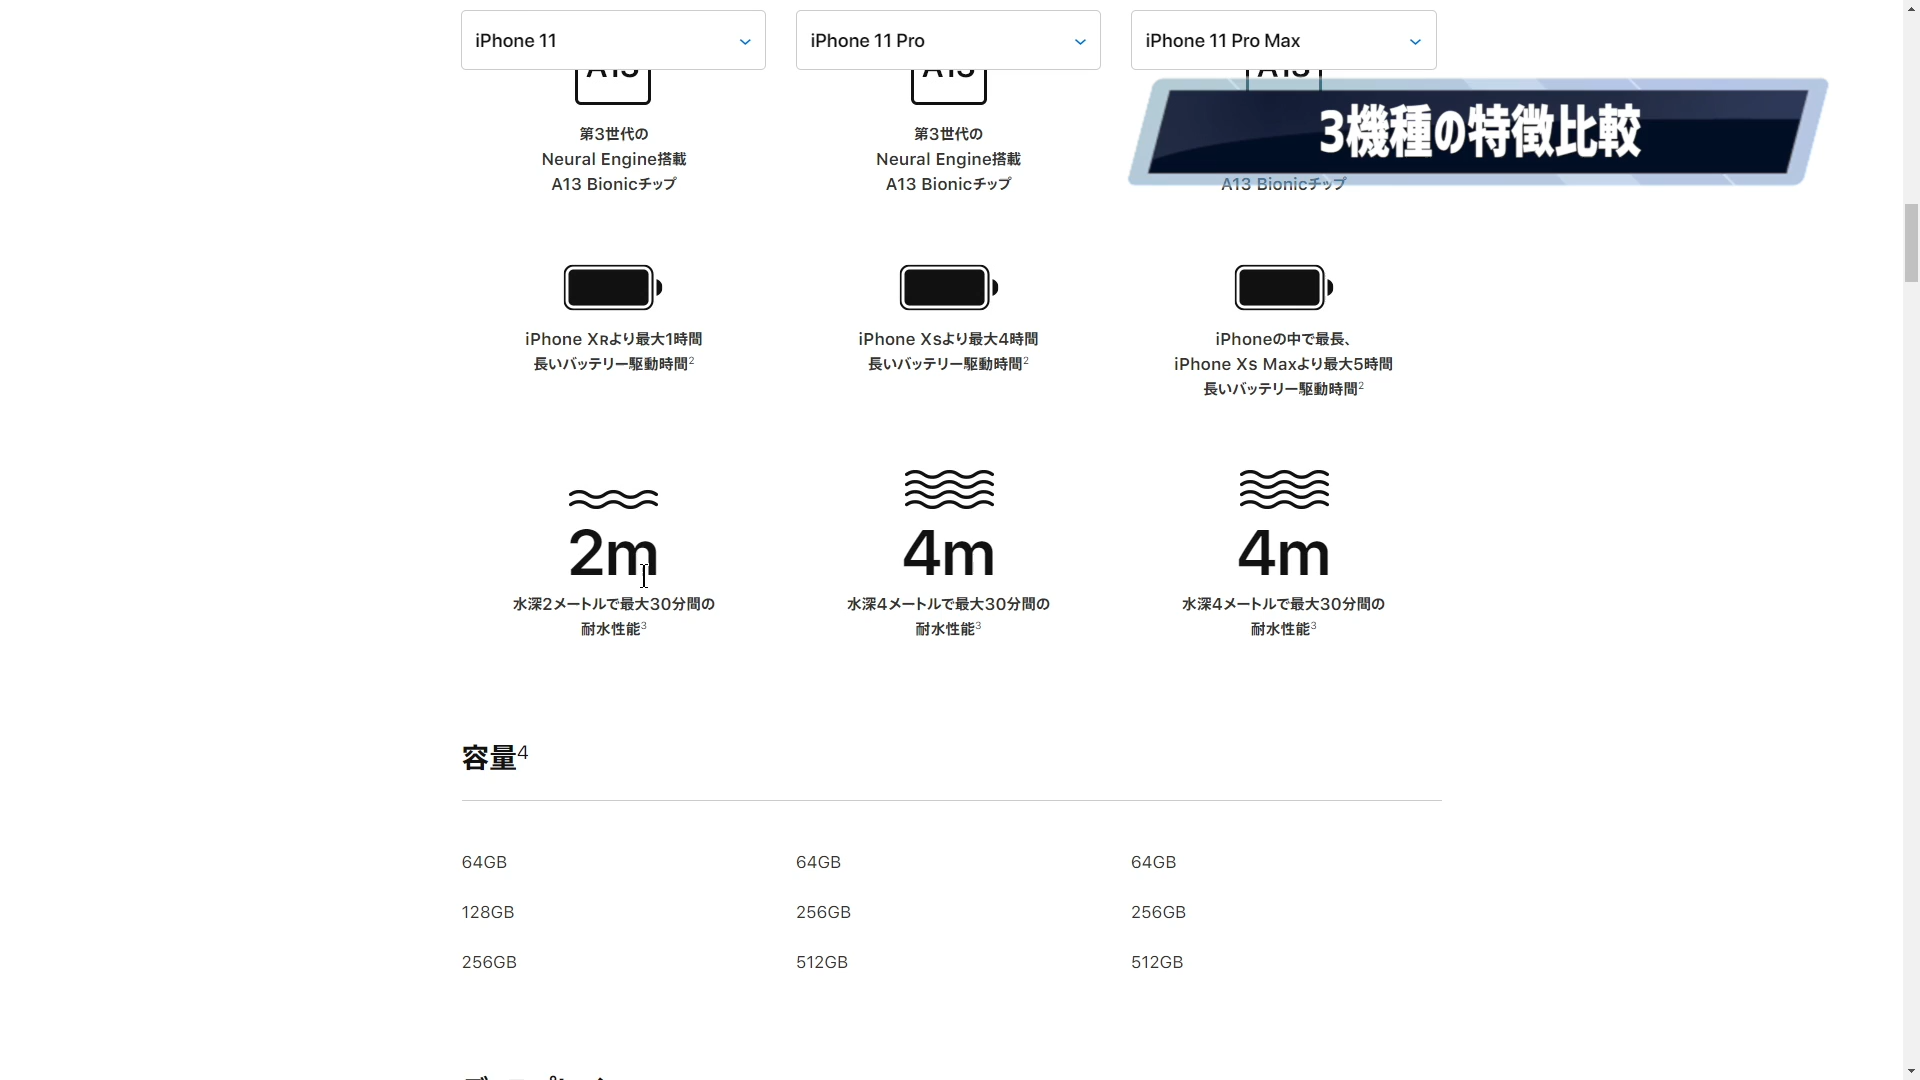 iPhone 11
iPhone 11 Pro
iPhone 11 Pro Max
A13
A13
A13
3機種の特徴比較
第3世代の
Neural Engine搭載
A13 Bionicチップ
第3世代の
Neural Engine搭載
A13 Bionicチップ
A13 Bionicチップ
iPhone XRより最大1時間
長いバッテリー駆動時間2
iPhone XSより最大4時間
長いバッテリー駆動時間2
iPhoneの中で最長、
iPhone XS Maxより最大5時間
長いバッテリー駆動時間2
2m
水深2メートルで最大30分間の
耐水性能3
4m
水深4メートルで最大30分間の
耐水性能3
4m
水深4メートルで最大30分間の
耐水性能3
容量4
64GB
128GB
256GB
64GB
256GB
512GB
64GB
256GB
512GB